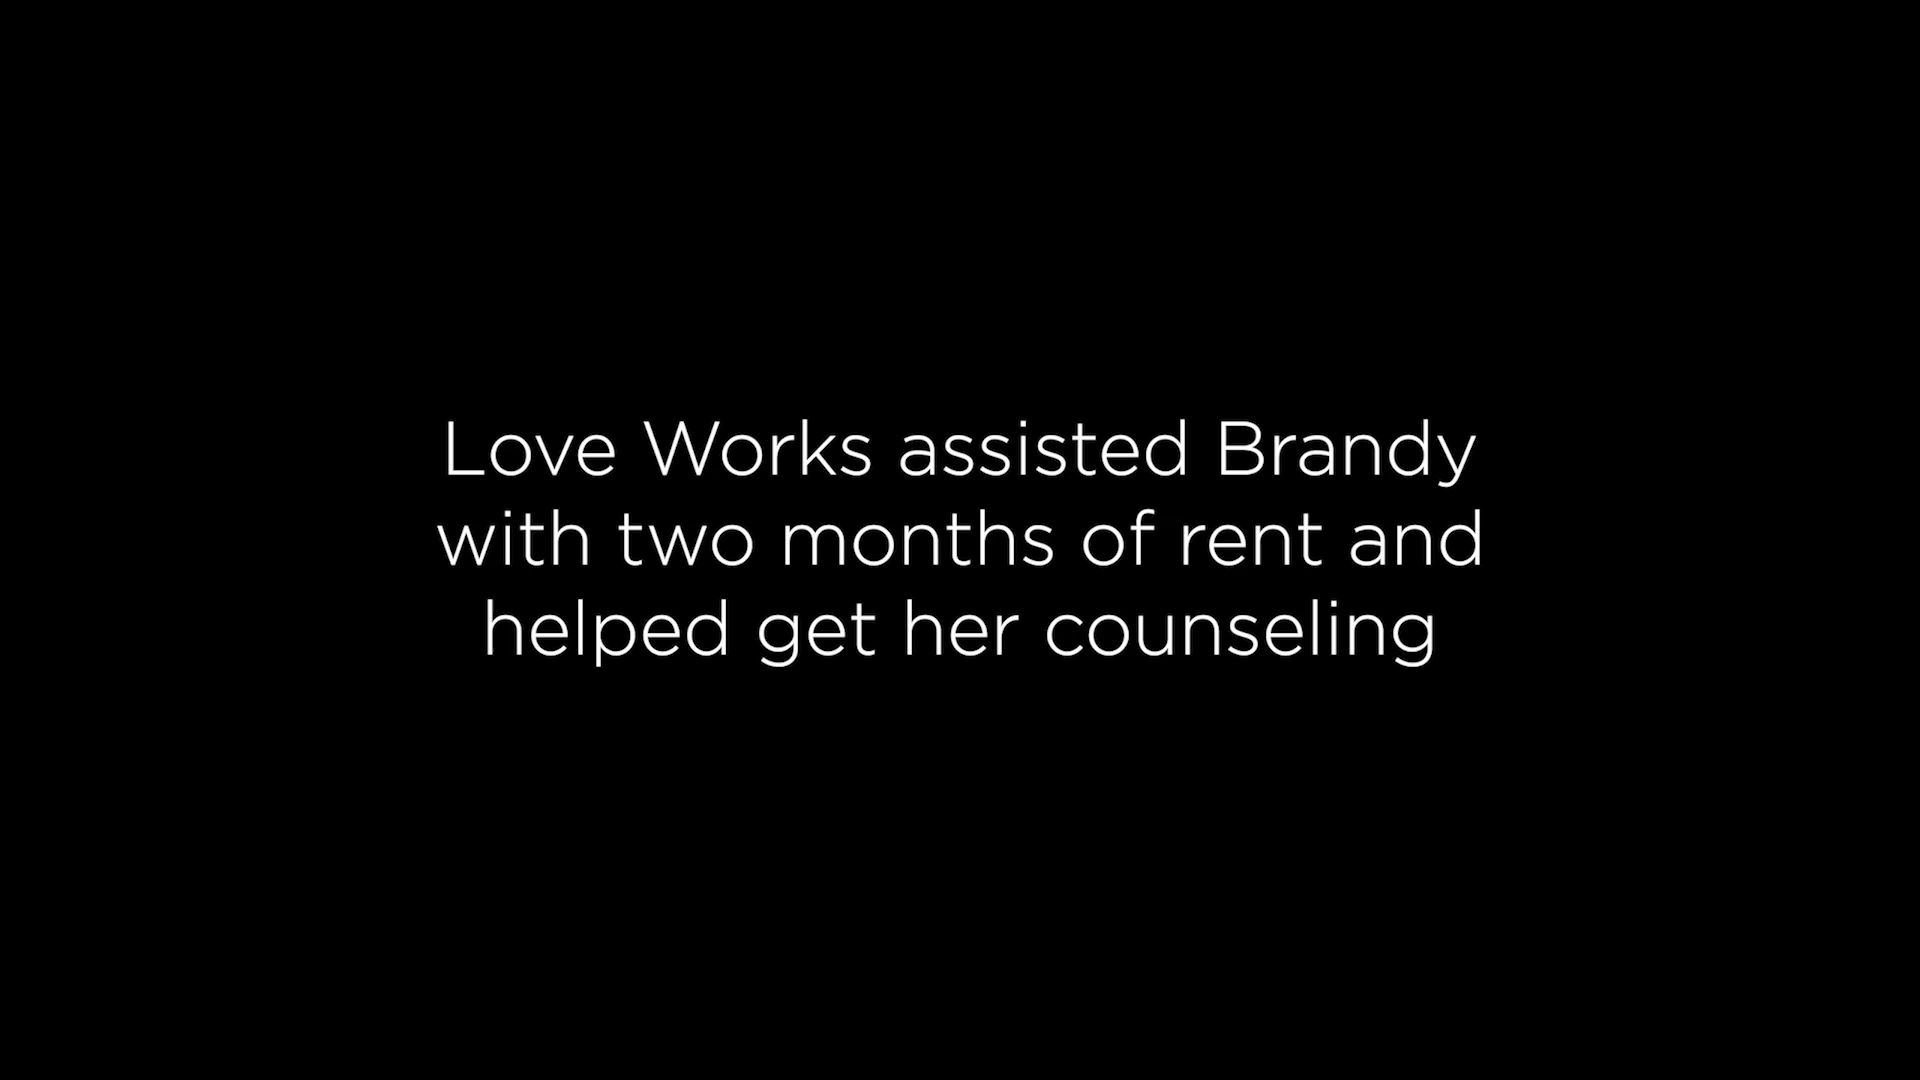 Love Works assisted Brandy
with two months of rent and
helped get her counseling